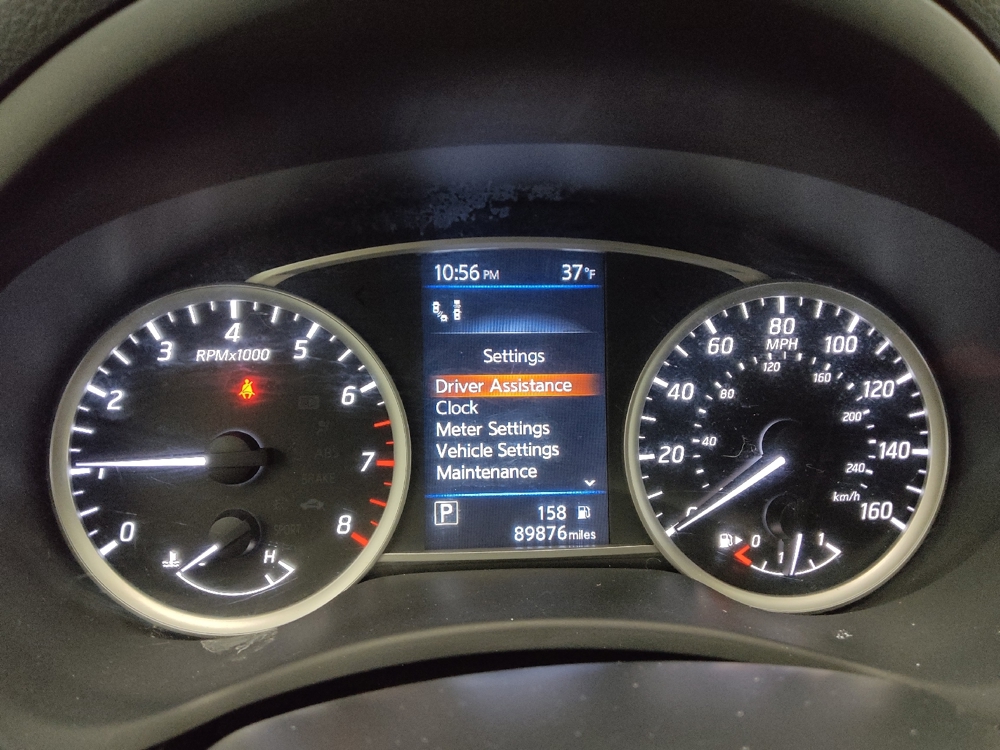 10:56 PM 37°F
Settings
Driver Assistance
Clock
Meter Settings
Vehicle Settings
Maintenance
P 158
89876 miles
0
1
2
3
4
5
6
7
8
RPMx1000
H
0
20
40
60
80
100
120
140
160
MPH
40
80
120
160
200
240
km/h
0
1
1